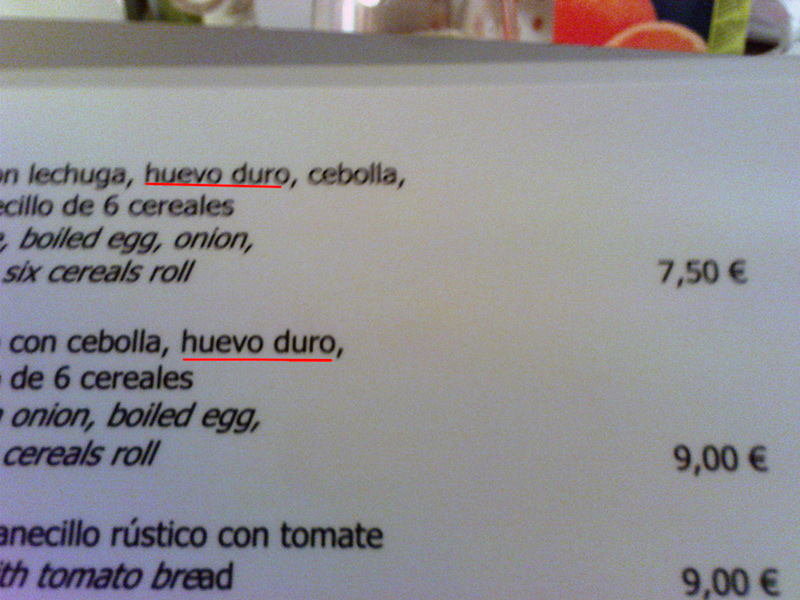 on lechuga, huevo duro, cebolla,
ecillo de 6 cereales
, boiled egg, onion,
six cereals roll
7,50 €
con cebolla, huevo duro,
de 6 cereales
onion, boiled egg,
cereals roll
9,00 €
anecillo rústico con tomate
ith tomato bread
9,00 €